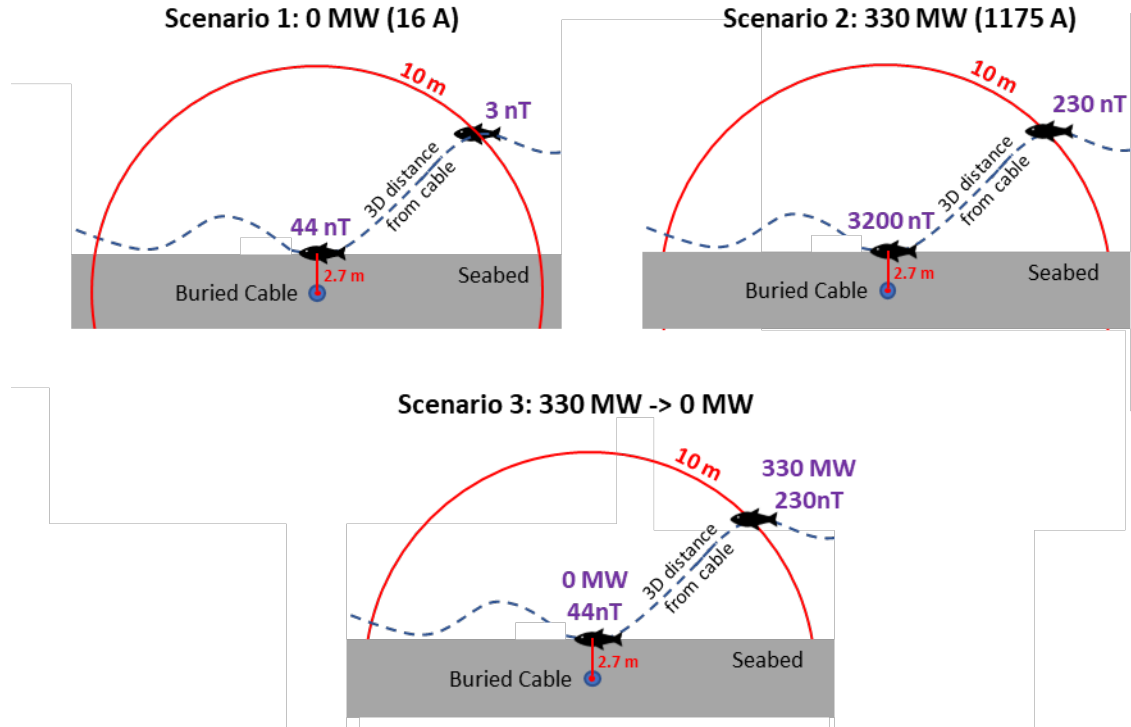 Scenario 1: 0 MW (16 A)
10 m
3 nT
3D distance
from cable
44 nT
2.7 m
Seabed
Buried Cable
Scenario 2: 330 MW (1175 A)
10 m
230 nT
3D distance
from cable
3200 nT
2.7 m
Seabed
Buried Cable
Scenario 3: 330 MW -> 0 MW
10 m
330 MW
230nT
3D distance
from cable
0 MW
44nT
2.7 m
Seabed
Buried Cable